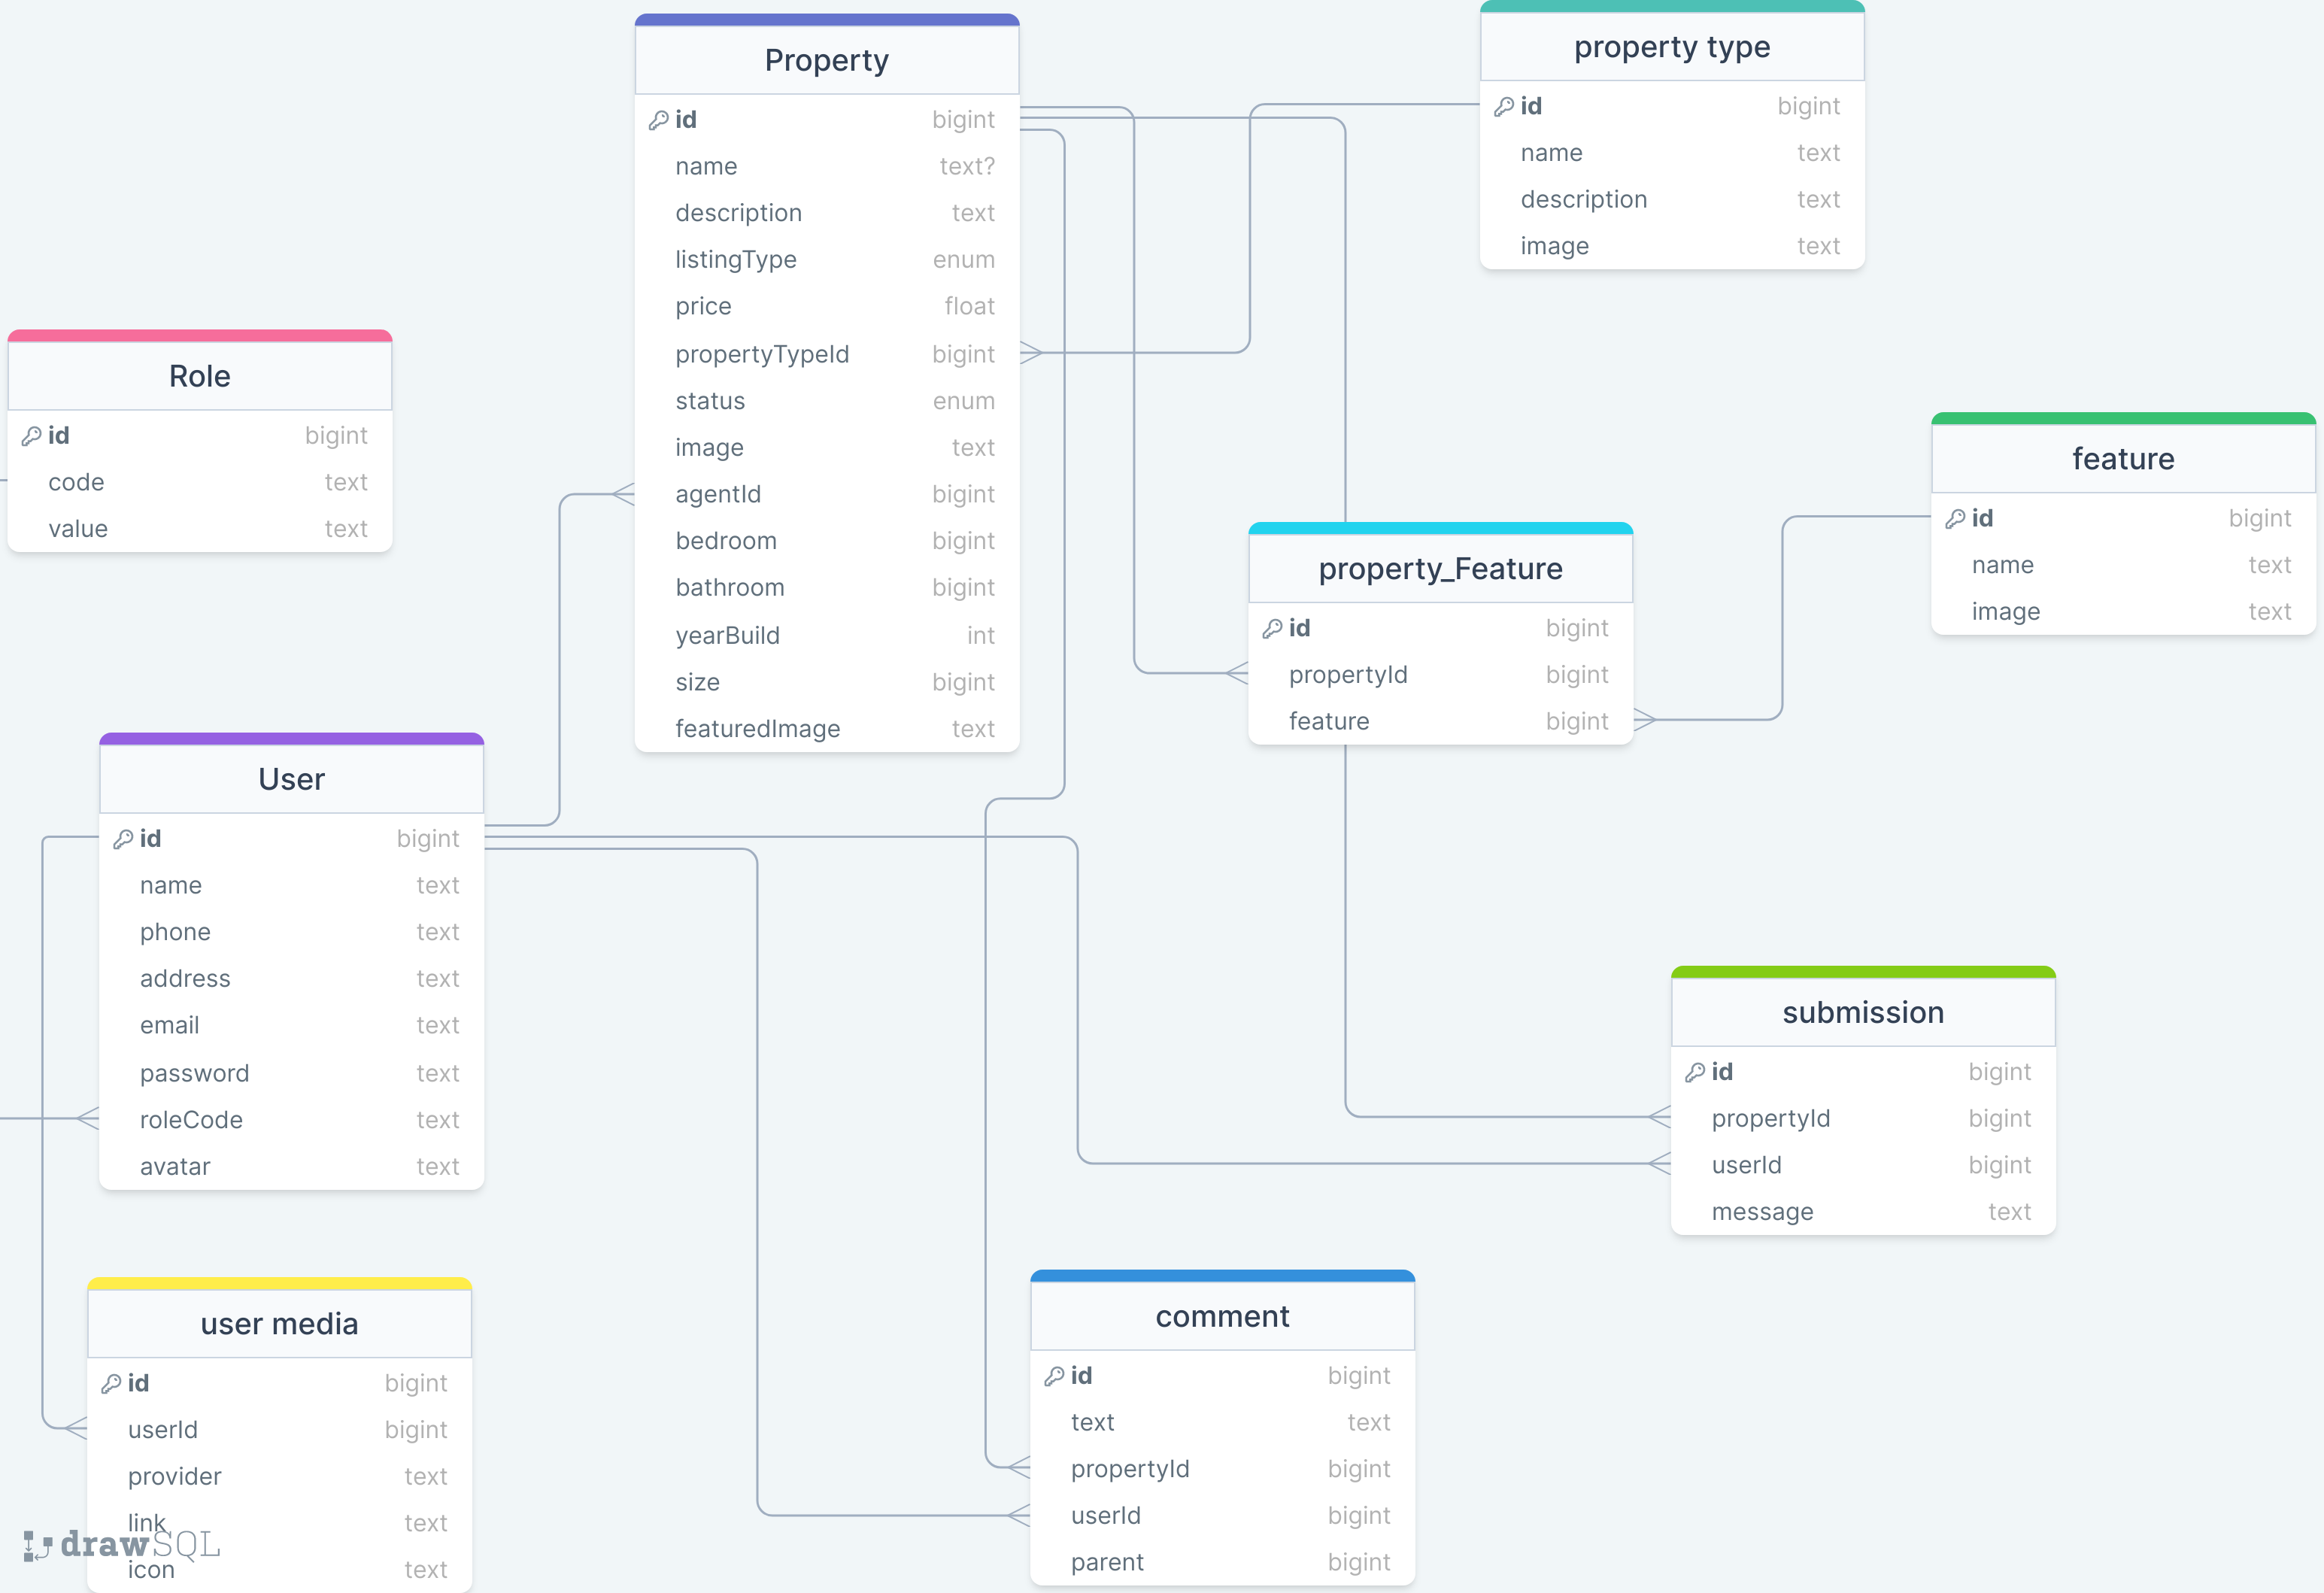 Property
id bigint
name text?
description text
listingType enum
price float
propertyTypeId bigint
status enum
image text
agentId bigint
bedroom bigint
bathroom bigint
yearBuild int
size bigint
featuredImage text
property type
id bigint
name text
description text
image text
Role
id bigint
code text
value text
feature
id bigint
name text
image text
property_Feature
id bigint
propertyId bigint
feature bigint
User
id bigint
name text
phone text
address text
email text
password text
roleCode text
avatar text
submission
id bigint
propertyId bigint
userId bigint
message text
user media
id bigint
userId bigint
provider text
link text
icon text
comment
id bigint
text text
propertyId bigint
userId bigint
parent bigint
drawSQL